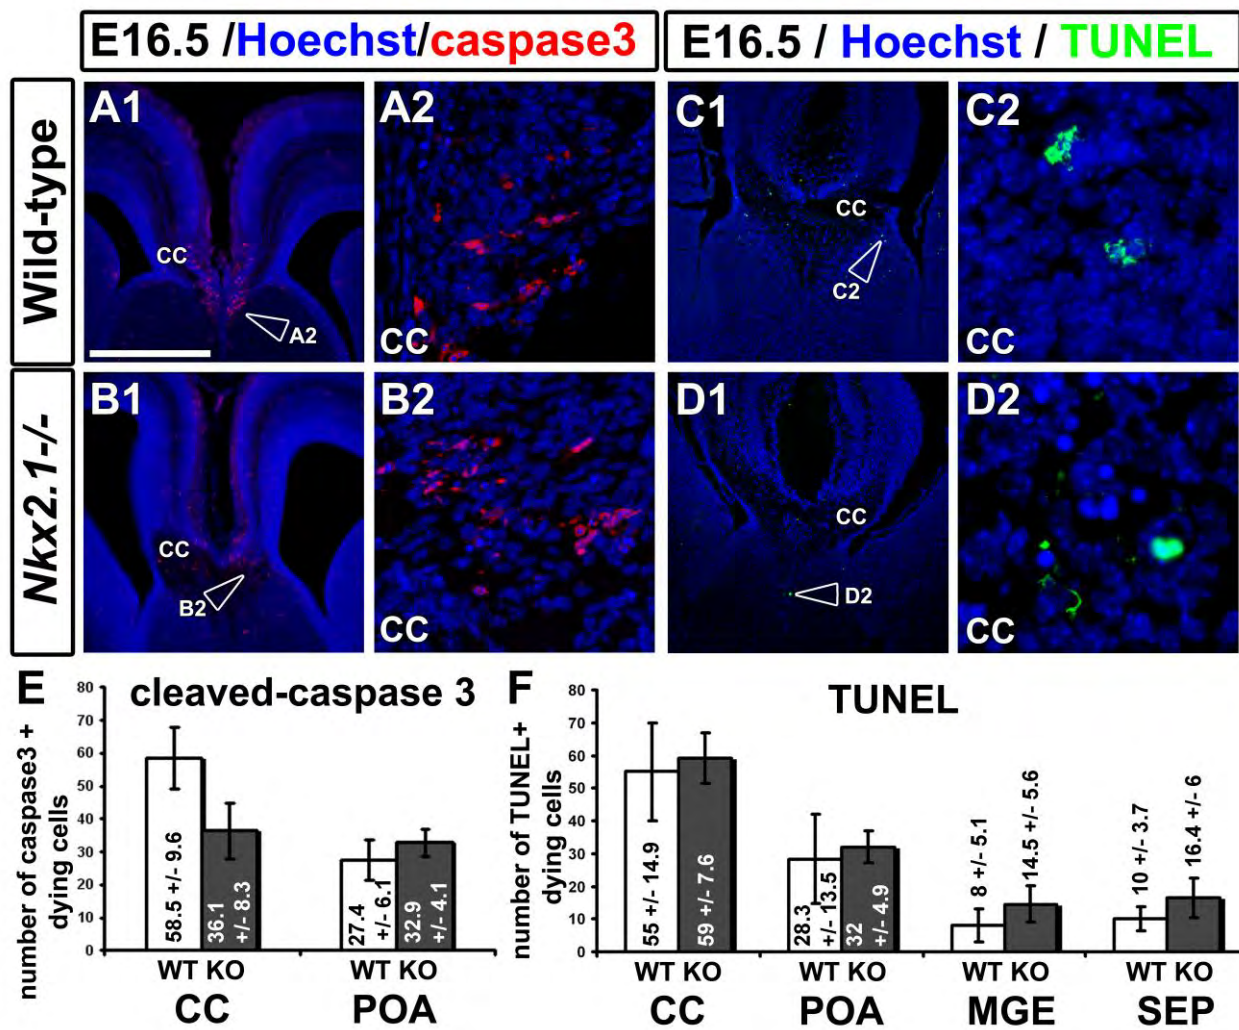 E16.5 /Hoechst/caspase3
E16.5 / Hoechst / TUNEL
Wild-type
A1
CC
A2
A2
CC
C1
CC
C2
C2
CC
Nkx2.1-/-
B1
CC
B2
B2
CC
D1
CC
D2
D2
CC
E
cleaved-caspase 3
number of caspase3 +
dying cells
80
70
60
50
40
30
20
10
0
58.5 +/- 9.6
36.1
+/- 8.3
27.4
+/- 6.1
32.9
+/- 4.1
WT KO
WT KO
CC
POA
F
TUNEL
number of TUNEL+
dying cells
80
70
60
50
40
30
20
10
0
55 +/- 14.9
59 +/- 7.6
28.3
+/- 13.5
32
+/- 4.9
8 +/- 5.1
14.5 +/- 5.6
10 +/- 3.7
16.4 +/- 6
WT KO
WT KO
WT KO
WT KO
CC
POA
MGE
SEP